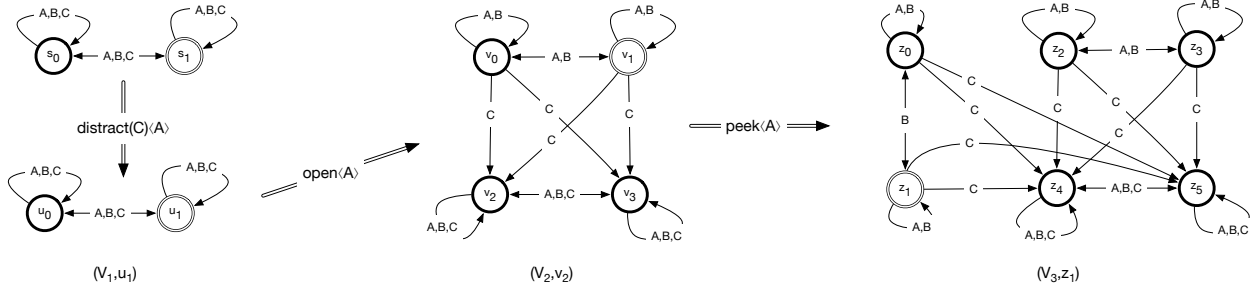 A,B,C
A,B,C
s0
A,B,C
s1
distract(C)⟨A⟩
A,B,C
A,B,C
u0
A,B,C
u1
(V1,u1)
open⟨A⟩
A,B
A,B
v0
A,B
v1
C
C
C
C
v2
A,B,C
v3
A,B,C
A,B,C
(V2,v2)
peek⟨A⟩
A,B
A,B
A,B
z0
z2
A,B
z3
C
C
B
C
C
C
C
C
z1
C
z4
A,B,C
z5
A,B
A,B,C
A,B,C
(V3,z1)